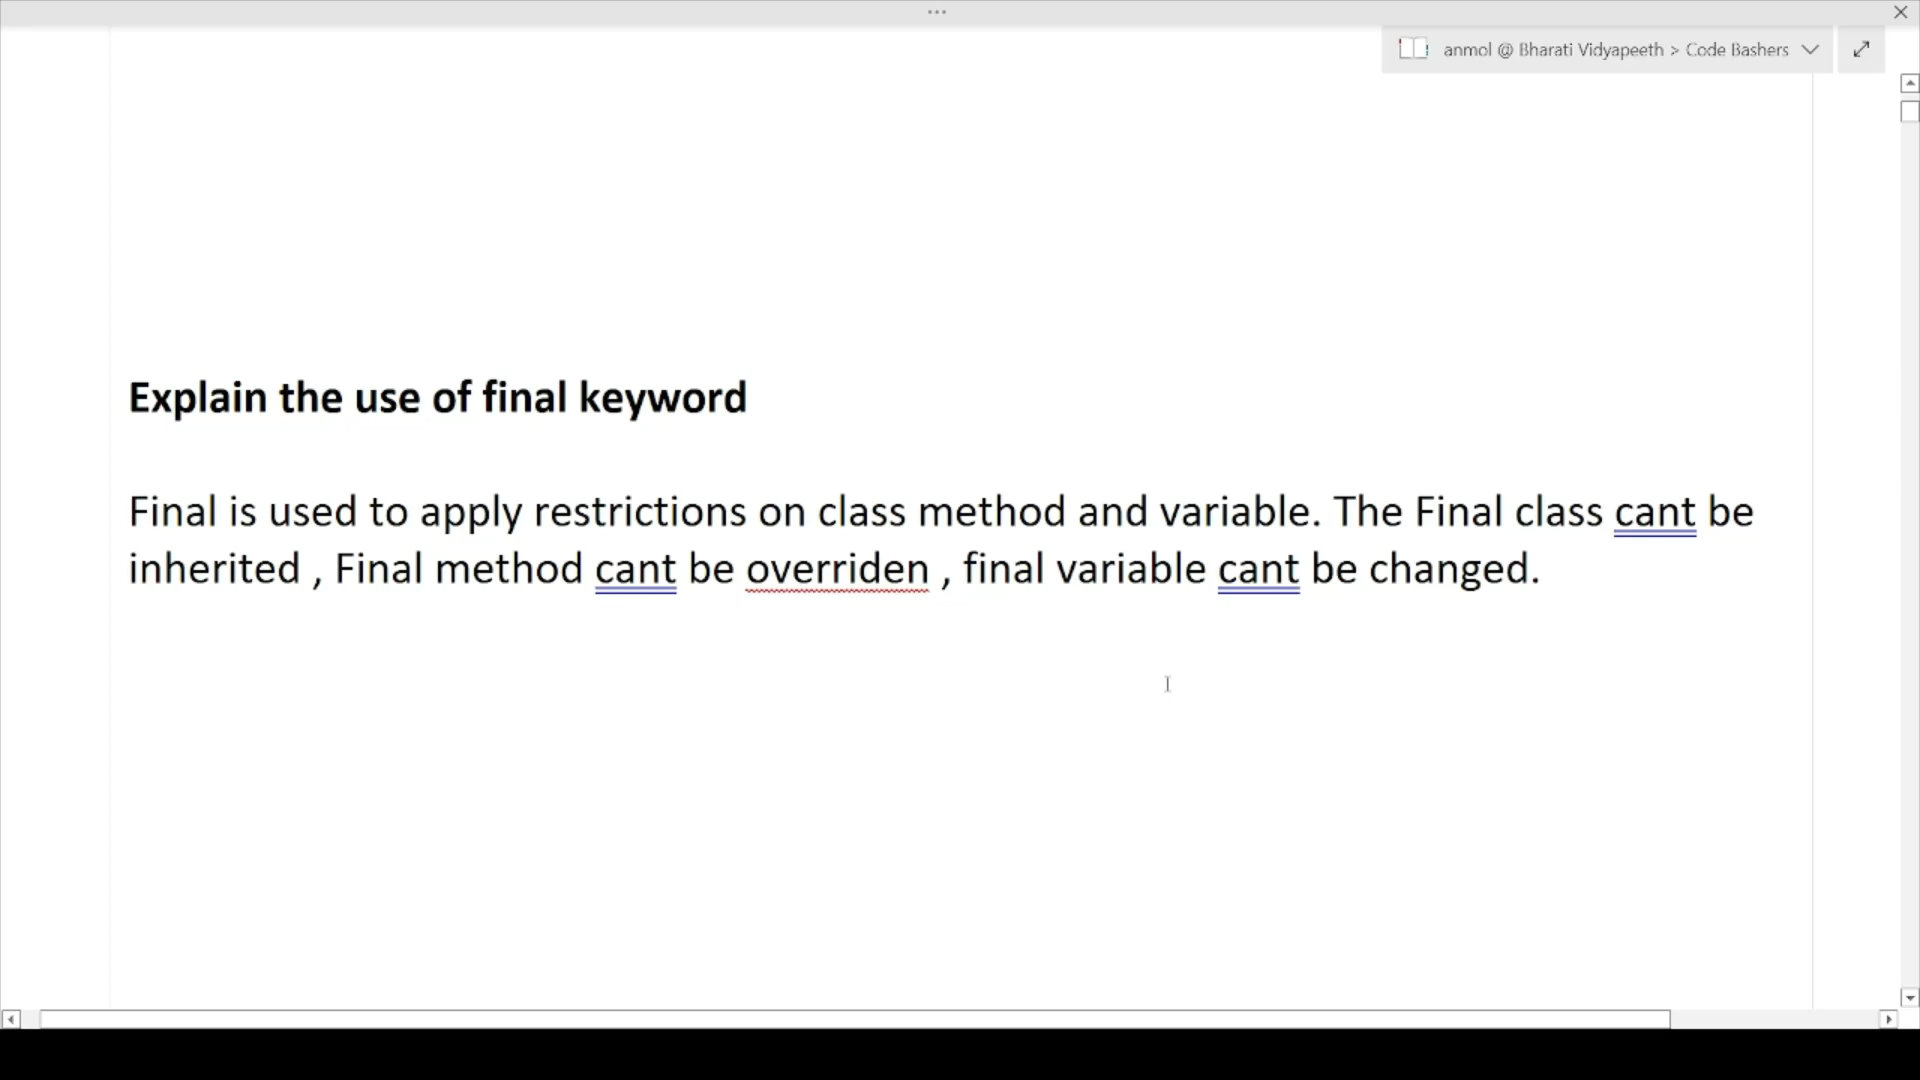 anmol @ Bharati Vidyapeeth > Code Bashers
Explain the use of final keyword
Final is used to apply restrictions on class method and variable. The Final class cant be
inherited , Final method cant be overriden , final variable cant be changed.